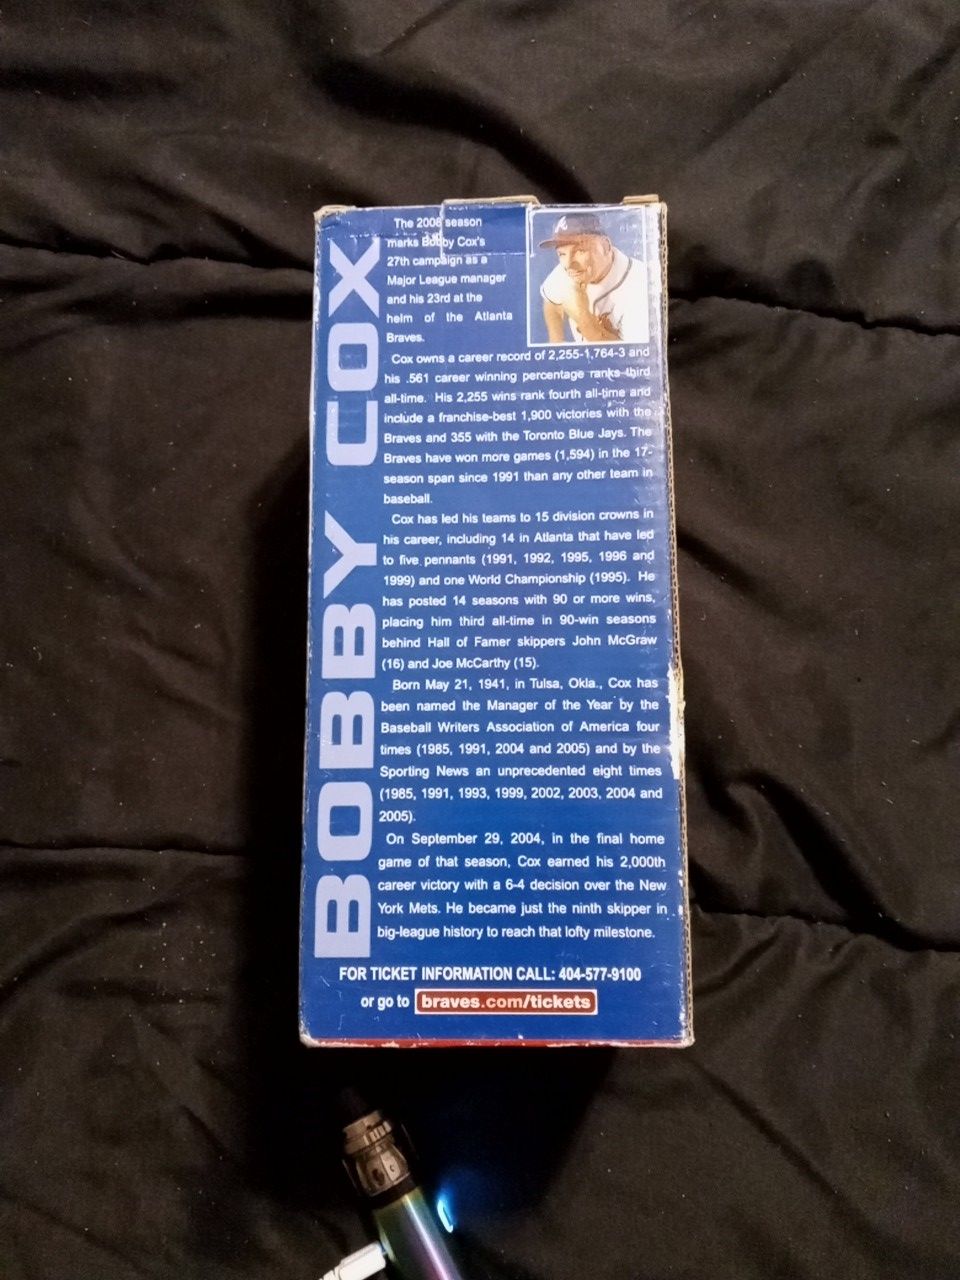 BOBBY COX
The 2008 season
marks Bobby Cox's
27th campaign as a
Major League manager
and his 23rd at the
helm of the Atlanta
Braves.
Cox owns a career record of 2,255-1,764-3 and
his .561 career winning percentage ranks third
all-time. His 2,255 wins rank fourth all-time and
include a franchise-best 1,900 victories with the
Braves and 355 with the Toronto Blue Jays. The
Braves have won more games (1,594) in the 17-
season span since 1991 than any other team in
baseball.
Cox has led his teams to 15 division crowns in
his career, including 14 in Atlanta that have led
to five pennants (1991, 1992, 1995, 1996 and
1999) and one World Championship (1995). He
has posted 14 seasons with 90 or more wins,
placing him third all-time in 90-win seasons
behind Hall of Famer skippers John McGraw
(16) and Joe McCarthy (15).
Born May 21, 1941, in Tulsa, Okla., Cox has
been named the Manager of the Year by the
Baseball Writers Association of America four
times (1985, 1991, 2004 and 2005) and by the
Sporting News an unprecedented eight times
(1985, 1991, 1993, 1999, 2002, 2003, 2004 and
2005).
On September 29, 2004, in the final home
game of that season, Cox earned his 2,000th
career victory with a 6-4 decision over the New
York Mets. He became just the ninth skipper in
big-league history to reach that lofty milestone.
FOR TICKET INFORMATION CALL: 404-577-9100
or go to braves.com/tickets